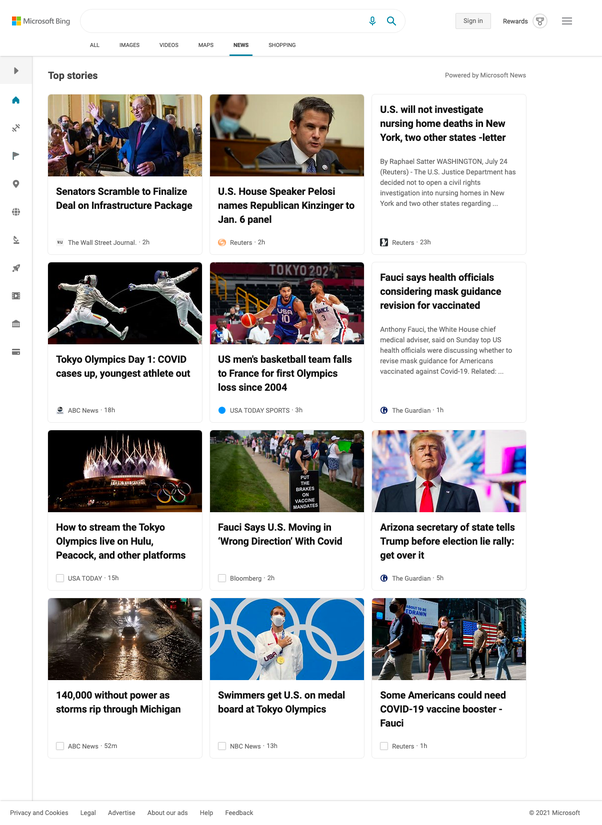 Microsoft Bing
Sign in
Rewards
ALL
IMAGES
VIDEOS
MAPS
NEWS
SHOPPING
Top stories
Powered by Microsoft News
Senators Scramble to Finalize
Deal on Infrastructure Package
The Wall Street Journal. · 2h
U.S. House Speaker Pelosi
names Republican Kinzinger to
Jan. 6 panel
Reuters · 2h
U.S. will not investigate
nursing home deaths in New
York, two other states -letter
By Raphael Satter WASHINGTON, July 24
(Reuters) - The U.S. Justice Department has
decided not to open a civil rights
investigation into nursing homes in New
York and two other states regarding ...
Reuters · 23h
Tokyo Olympics Day 1: COVID
cases up, youngest athlete out
ABC News · 18h
TOKYO 202
USA
10
3
US men's basketball team falls
to France for first Olympics
loss since 2004
USA TODAY SPORTS · 3h
Fauci says health officials
considering mask guidance
revision for vaccinated
Anthony Fauci, the White House chief
medical adviser, said on Sunday top US
health officials were discussing whether to
revise mask guidance for Americans
vaccinated against Covid-19. Related: ...
The Guardian · 1h
How to stream the Tokyo
Olympics live on Hulu,
Peacock, and other platforms
USA TODAY · 15h
PUT
THE
BRAKES
ON
VACCINE
MANDATES
Fauci Says U.S. Moving in
‘Wrong Direction’ With Covid
Bloomberg · 2h
Arizona secretary of state tells
Trump before election lie rally:
get over it
The Guardian · 5h
140,000 without power as
storms rip through Michigan
ABC News · 52m
USA
Swimmers get U.S. on medal
board at Tokyo Olympics
NBC News · 13h
ABOUT TO BE
Some Americans could need
COVID-19 vaccine booster -
Fauci
Reuters · 1h
Privacy and Cookies
Legal
Advertise
About our ads
Help
Feedback
© 2021 Microsoft